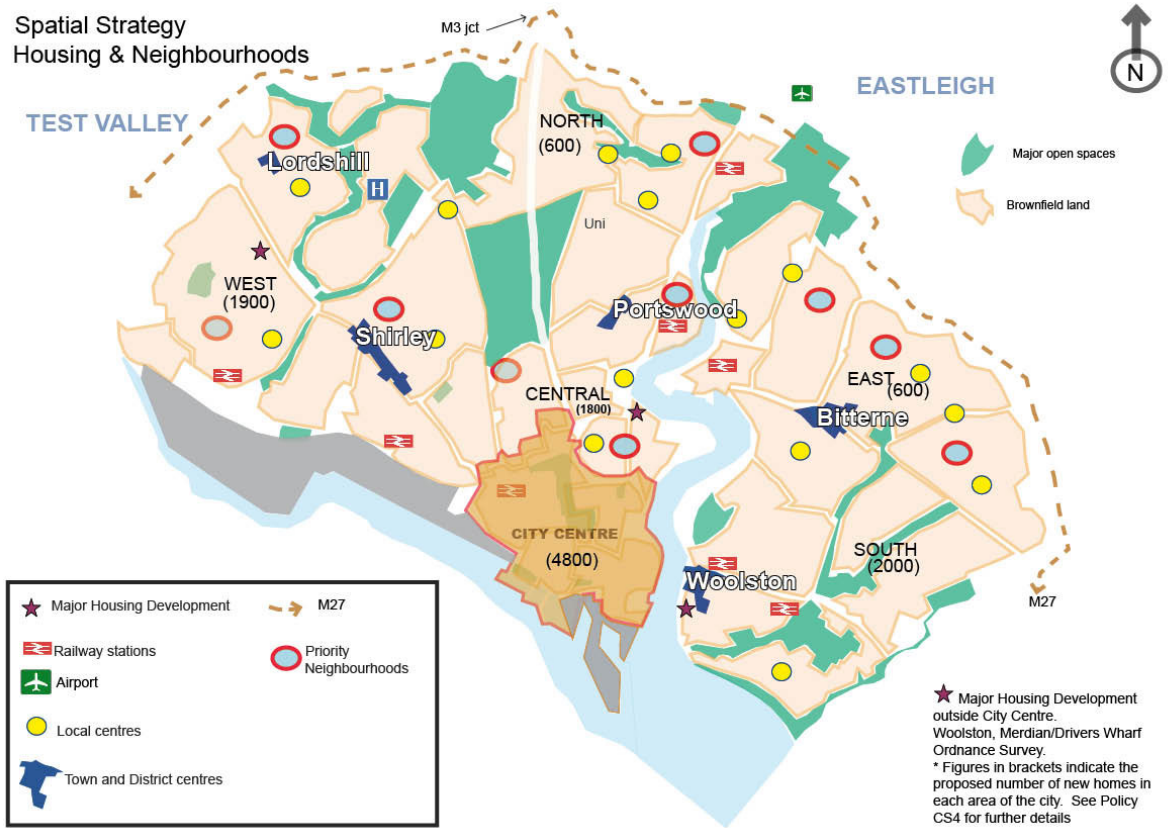 Spatial Strategy
Housing & Neighbourhoods
M3 jct
N
TEST VALLEY
EASTLEIGH
NORTH
(600)
Major open spaces
Brownfield land
Lordshill
H
Uni
WEST
(1900)
Portswood
Shirley
CENTRAL
(1800)
EAST
(600)
Bitterne
CITY CENTRE
(4800)
SOUTH
(2000)
Woolston
M27
Major Housing Development
M27
Railway stations
Priority
Neighbourhoods
Airport
Local centres
Town and District centres
Major Housing Development
outside City Centre.
Woolston, Merdian/Drivers Wharf
Ordnance Survey.
* Figures in brackets indicate the
proposed number of new homes in
each area of the city.  See Policy
CS4 for further details